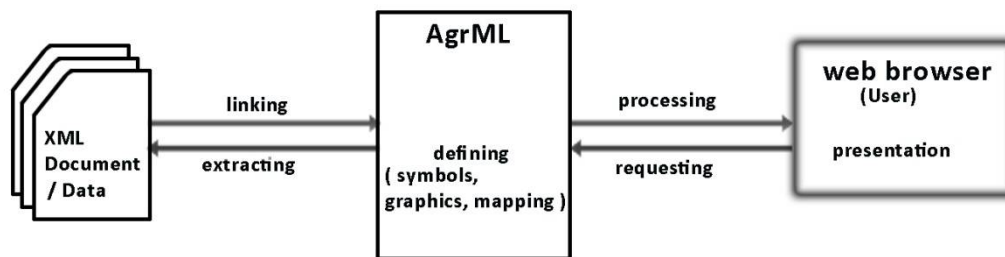 AgrML
web browser
(User)
linking
processing
XML
Document
/ Data
extracting
defining
( symbols,
graphics, mapping )
requesting
presentation